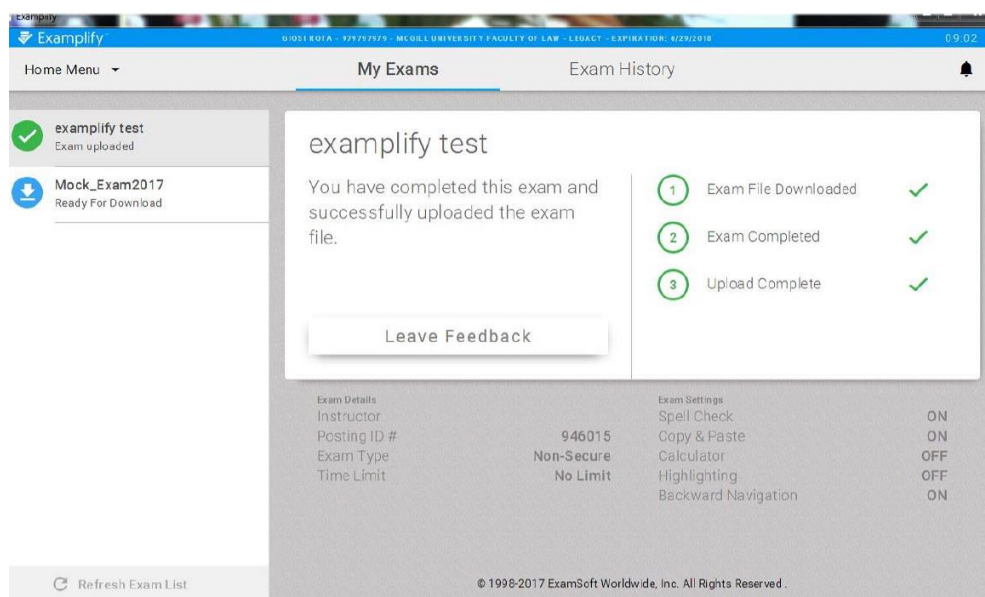 Examplify
Examplify
GIOSI ROTA - 979797979 - MCGILL UNIVERSITY FACULTY OF LAW - LEGACY - EXPIRATION: 6/29/2018
09:02
Home Menu
My Exams
Exam History
examplify test
Exam uploaded
Mock_Exam2017
Ready For Download
examplify test
You have completed this exam and
successfully uploaded the exam
file.
1 Exam File Downloaded
2 Exam Completed
3 Upload Complete
Leave Feedback
Exam Details
Instructor
Posting ID # 946015
Exam Type Non-Secure
Time Limit No Limit
Exam Settings
Spell Check ON
Copy & Paste ON
Calculator OFF
Highlighting OFF
Backward Navigation ON
Refresh Exam List
© 1998-2017 ExamSoft Worldwide, Inc. All Rights Reserved.